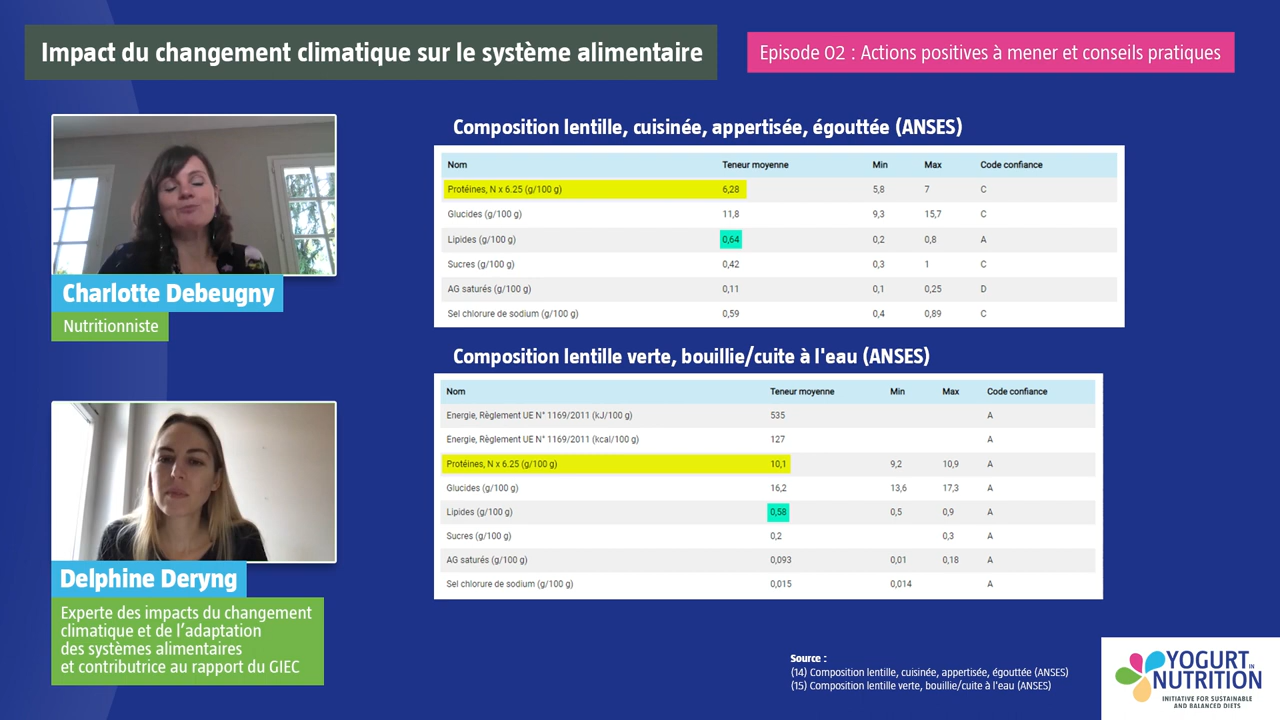 Impact du changement climatique sur le système alimentaire
Episode 02 : Actions positives à mener et conseils pratiques
Charlotte Debeugny
Nutritionniste
Delphine Deryng
Experte des impacts du changement
climatique et de l'adaptation
des systèmes alimentaires
et contributrice au rapport du GIEC
Composition lentille, cuisinée, appertisée, égouttée (ANSES)
Nom Teneur moyenne Min Max Code confiance
Protéines, N x 6.25 (g/100 g) 6,28 5,8 7 C
Glucides (g/100 g) 11,8 9,3 15,7 C
Lipides (g/100 g) 0,64 0,2 0,8 A
Sucres (g/100 g) 0,42 0,3 1 C
AG saturés (g/100 g) 0,11 0,1 0,25 D
Sel chlorure de sodium (g/100 g) 0,59 0,4 0,89 C
Composition lentille verte, bouillie/cuite à l'eau (ANSES)
Nom Teneur moyenne Min Max Code confiance
Energie, Règlement UE N° 1169/2011 (kJ/100 g) 535 A
Energie, Règlement UE N° 1169/2011 (kcal/100 g) 127 A
Protéines, N x 6.25 (g/100 g) 10,1 9,2 10,9 A
Glucides (g/100 g) 16,2 13,6 17,3 A
Lipides (g/100 g) 0,58 0,5 0,9 A
Sucres (g/100 g) 0,2 0,3 A
AG saturés (g/100 g) 0,093 0,01 0,18 A
Sel chlorure de sodium (g/100 g) 0,015 0,014 A
Source :
(14) Composition lentille, cuisinée, appertisée, égouttée (ANSES)
(15) Composition lentille verte, bouillie/cuite à l'eau (ANSES)
YOGURT IN
NUTRITION
INITIATIVE FOR SUSTAINABLE
AND BALANCED DIETS